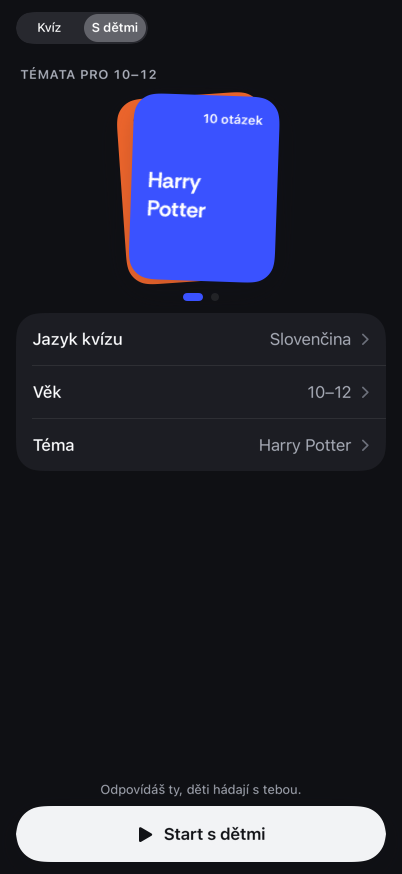 Kvíz
S dětmi
TÉMATA PRO 10–12
10 otázek
Harry
Potter
Jazyk kvízu
Slovenčina
Věk
10–12
Téma
Harry Potter
Odpovídáš ty, děti hádají s tebou.
Start s dětmi